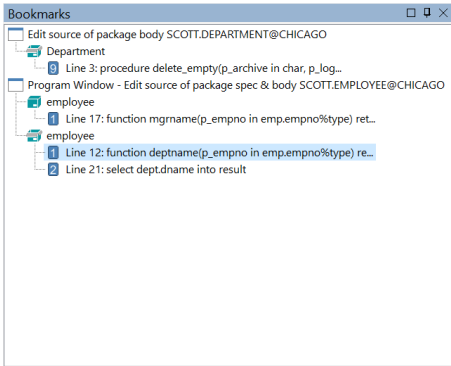 Bookmarks
Edit source of package body SCOTT.DEPARTMENT@CHICAGO
Department
9 Line 3: procedure delete_empty(p_archive in char, p_log...
Program Window - Edit source of package spec & body SCOTT.EMPLOYEE@CHICAGO
employee
1 Line 17: function mgrname(p_empno in emp.empno%type) ret...
employee
1 Line 12: function deptname(p_empno in emp.empno%type) re...
2 Line 21: select dept.dname into result